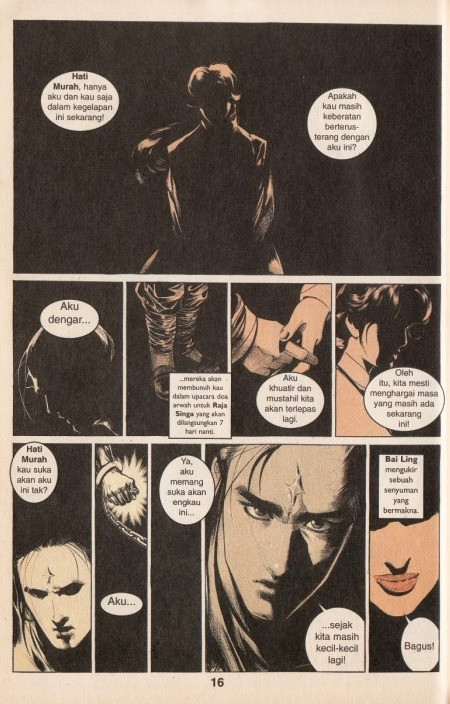 Hati
Murah, hanya
aku dan kau saja
dalam kegelapan
ini sekarang!
Apakah
kau masih
keberatan
berterus-
terang dengan
aku ini?
Aku
dengar...
...mereka akan
membunuh kau
dalam upacara doa
arwah untuk Raja
Singa yang akan
dilangsungkan 7
hari nanti.
Aku
khuatir dan
mustahil kita
akan terlepas
lagi.
Oleh
itu, kita mesti
menghargai masa
yang masih ada
sekarang
ini!
Hati
Murah
kau suka
akan aku
ini tak?
Aku...
Ya,
aku
memang
suka akan
engkau
ini...
...sejak
kita masih
kecil-kecil
lagi!
Bai Ling
mengukir
sebuah
senyuman
yang
bermakna.
Bagus!
16